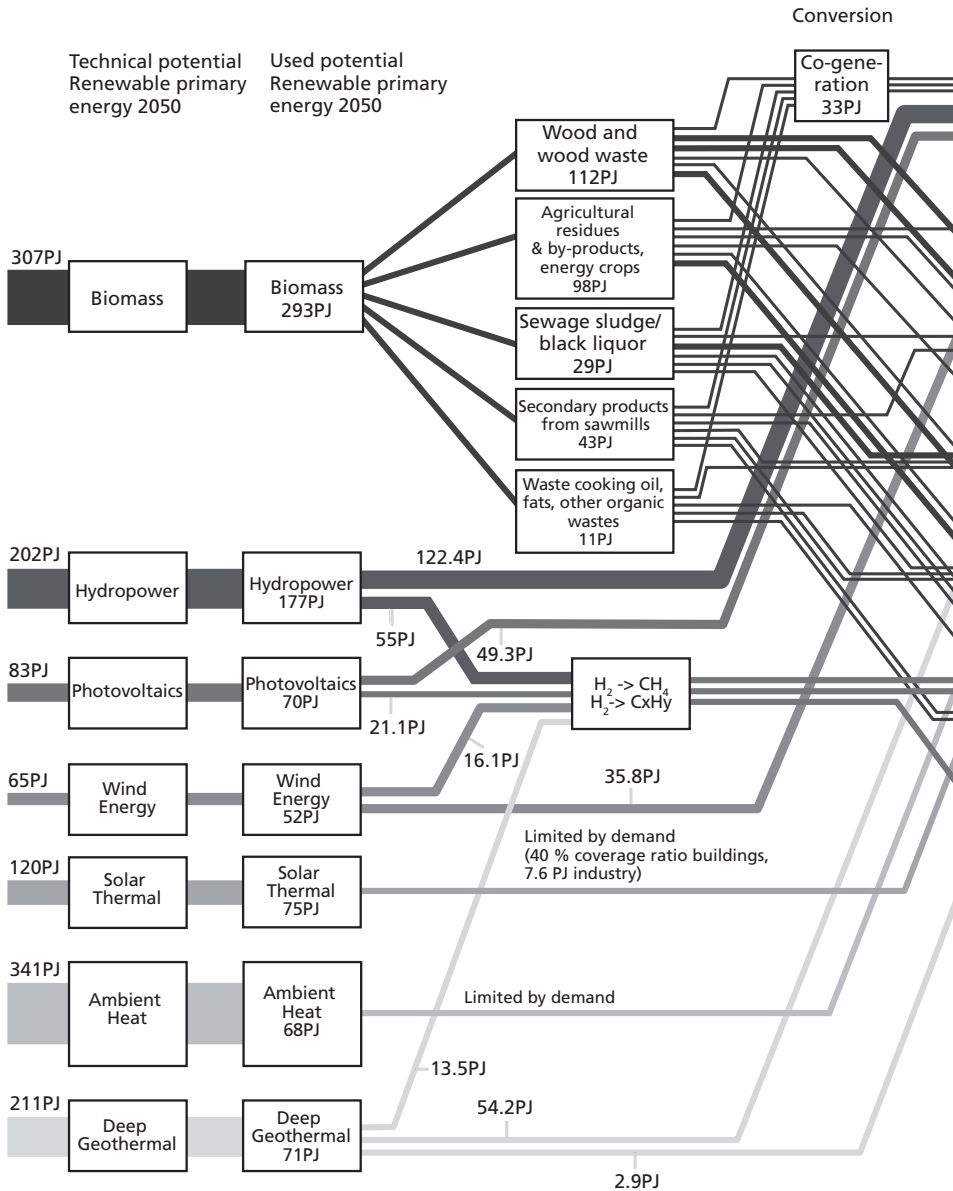 Conversion
Technical potential
Renewable primary
energy 2050
Used potential
Renewable primary
energy 2050
Co-gene-
ration
33PJ
Wood and
wood waste
112PJ
Agricultural
residues
& by-products,
energy crops
98PJ
307PJ
Biomass
Biomass
293PJ
Sewage sludge/
black liquor
29PJ
Secondary products
from sawmills
43PJ
Waste cooking oil,
fats, other organic
wastes
11PJ
202PJ
Hydropower
Hydropower
177PJ
122.4PJ
55PJ
49.3PJ
83PJ
Photovoltaics
Photovoltaics
70PJ
21.1PJ
H2 -> CH4
H2-> CxHy
16.1PJ
65PJ
Wind
Energy
Wind
Energy
52PJ
35.8PJ
Limited by demand
(40 % coverage ratio buildings,
7.6 PJ industry)
120PJ
Solar
Thermal
Solar
Thermal
75PJ
341PJ
Ambient
Heat
Ambient
Heat
68PJ
Limited by demand
13.5PJ
211PJ
Deep
Geothermal
Deep
Geothermal
71PJ
54.2PJ
2.9PJ